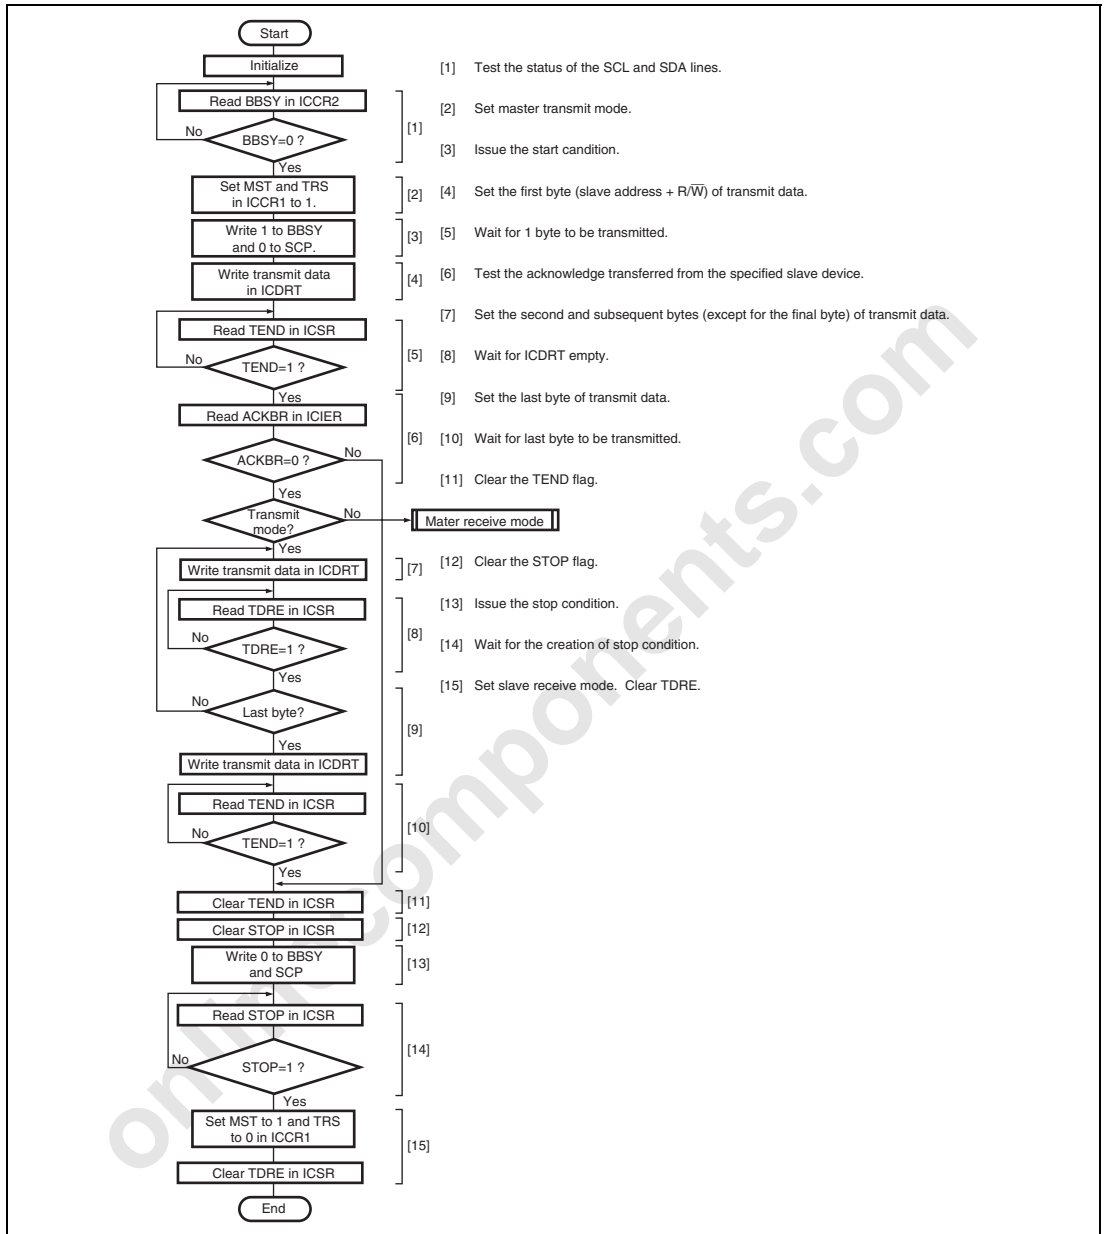 Start
Initialize
Read BBSY in ICCR2
BBSY=0 ?
No
Yes
[1]
Set MST and TRS
in ICCR1 to 1.
[2]
Write 1 to BBSY
and 0 to SCP.
[3]
Write transmit data
in ICDRT
[4]
Read TEND in ICSR
TEND=1 ?
No
Yes
[5]
Read ACKBR in ICIER
ACKBR=0 ?
No
Yes
[6]
Transmit
mode?
No
Mater receive mode
Yes
Write transmit data in ICDRT
[7]
Read TDRE in ICSR
TDRE=1 ?
No
Yes
[8]
Last byte?
No
Yes
Write transmit data in ICDRT
[9]
Read TEND in ICSR
TEND=1 ?
No
Yes
[10]
Clear TEND in ICSR
[11]
Clear STOP in ICSR
[12]
Write 0 to BBSY
and SCP
[13]
Read STOP in ICSR
STOP=1 ?
No
Yes
[14]
Set MST to 1 and TRS
to 0 in ICCR1
Clear TDRE in ICSR
[15]
End
[1] Test the status of the SCL and SDA lines.
[2] Set master transmit mode.
[3] Issue the start candition.
[4] Set the first byte (slave address + R/W̅) of transmit data.
[5] Wait for 1 byte to be transmitted.
[6] Test the acknowledge transferred from the specified slave device.
[7] Set the second and subsequent bytes (except for the final byte) of transmit data.
[8] Wait for ICDRT empty.
[9] Set the last byte of transmit data.
[10] Wait for last byte to be transmitted.
[11] Clear the TEND flag.
[12] Clear the STOP flag.
[13] Issue the stop condition.
[14] Wait for the creation of stop condition.
[15] Set slave receive mode. Clear TDRE.
onlinecomponents.com